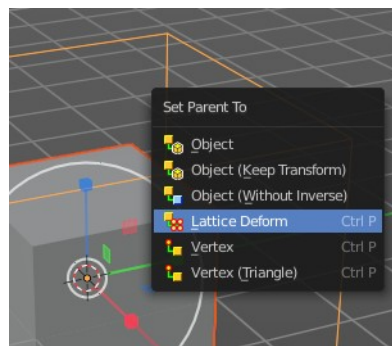 Set Parent To
Object
Object (Keep Transform)
Object (Without Inverse)
Lattice Deform Ctrl P
Vertex Ctrl P
Vertex (Triangle) Ctrl P